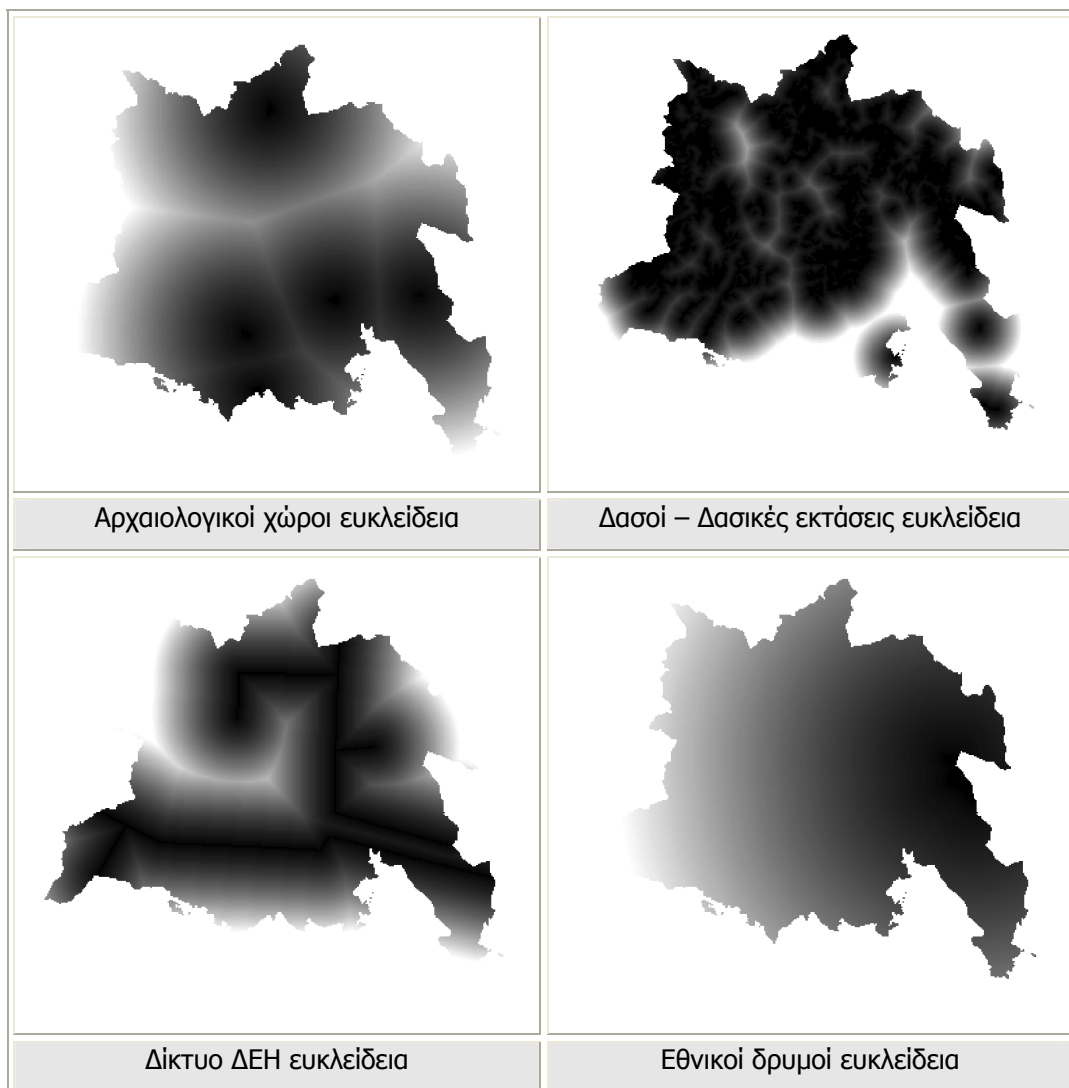 Αρχαιολογικοί χώροι ευκλείδεια
Δασοί – Δασικές εκτάσεις ευκλείδεια
Δίκτυο ΔΕΗ ευκλείδεια
Εθνικοί δρυμοί ευκλείδεια